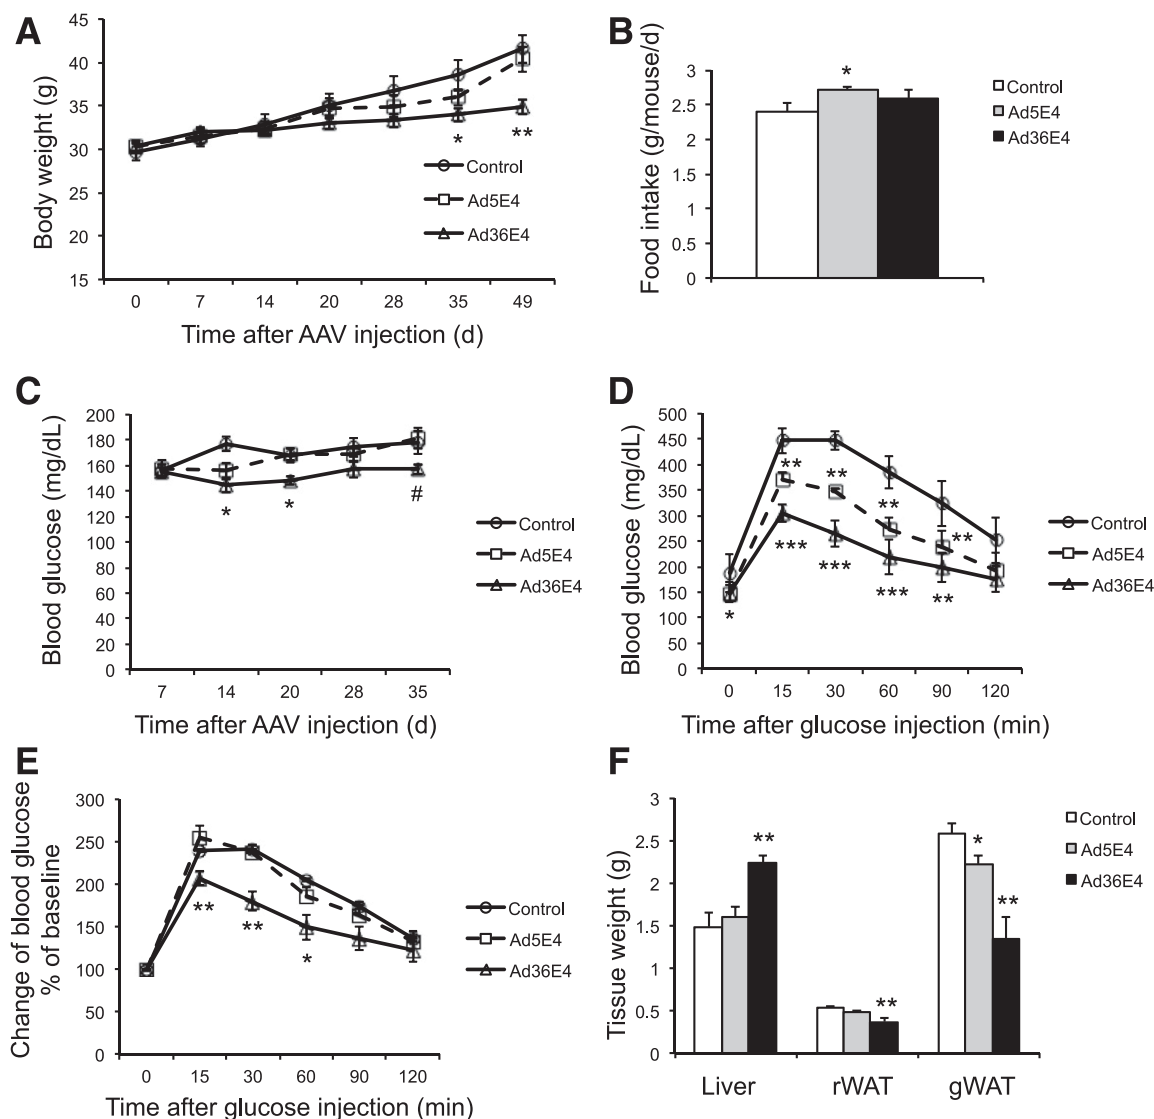 A
Body weight (g)
45
40
35
30
25
20
15
* **
Control
Ad5E4
Ad36E4
0 7 14 20 28 35 49
Time after AAV injection (d)
B
Food intake (g/mouse/d)
3
2.5
2
1.5
1
0.5
0
*
Control
Ad5E4
Ad36E4
C
Blood glucose (mg/dL)
200
180
160
140
120
100
80
60
40
20
0
* * #
Control
Ad5E4
Ad36E4
7 14 20 28 35
Time after AAV injection (d)
D
Blood glucose (mg/dL)
500
450
400
350
300
250
200
150
100
50
0
** ** ** **
* *** *** *** **
Control
Ad5E4
Ad36E4
0 15 30 60 90 120
Time after glucose injection (min)
E
Change of blood glucose
% of baseline
300
250
200
150
100
50
0
** ** *
Control
Ad5E4
Ad36E4
0 15 30 60 90 120
Time after glucose injection (min)
F
Tissue weight (g)
3
2.5
2
1.5
1
0.5
0
** ** * **
Control
Ad5E4
Ad36E4
Liver rWAT gWAT